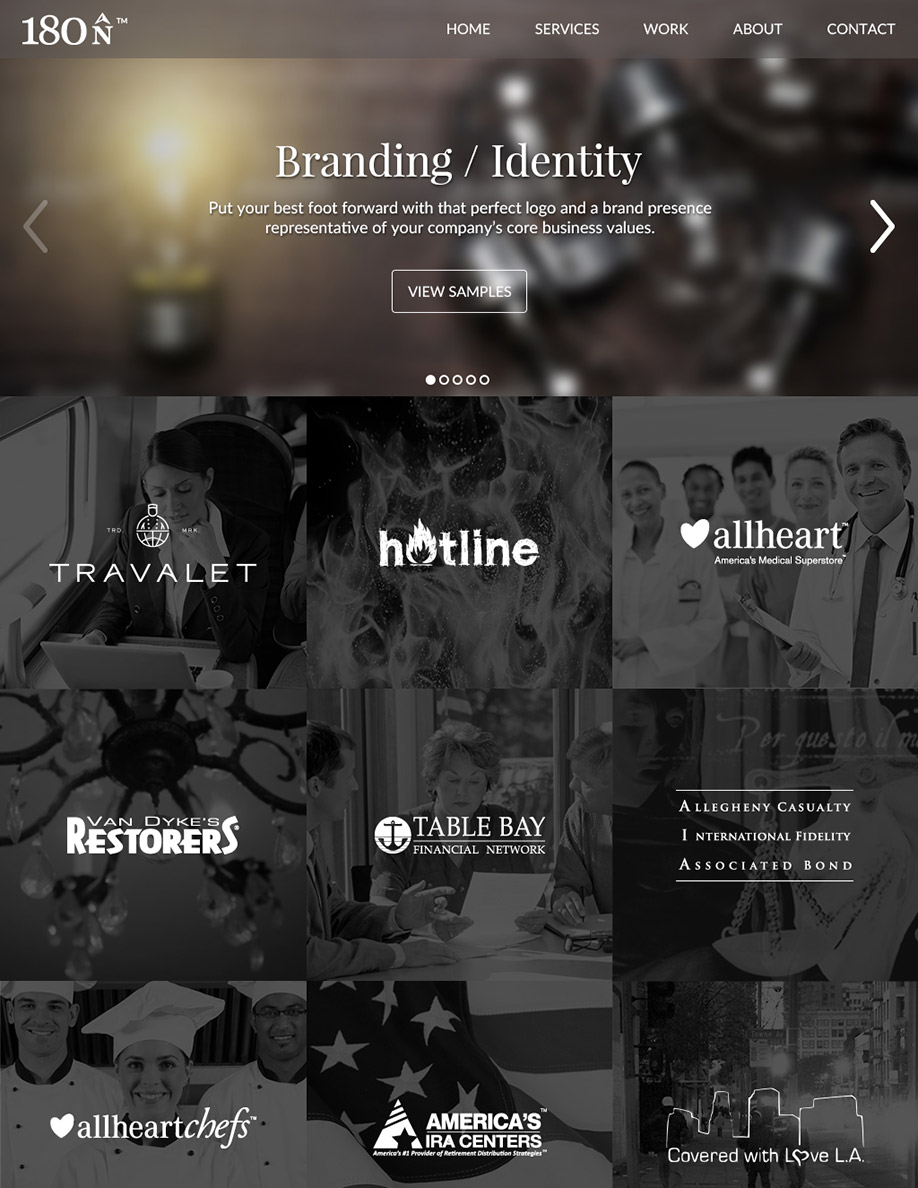 180 N™
HOME SERVICES WORK ABOUT CONTACT
Branding / Identity
Put your best foot forward with that perfect logo and a brand presence
representative of your company's core business values.
VIEW SAMPLES
TRD. MRK.
TRAVALET
hotline
allheart™
America's Medical Superstore™
VAN DYKE'S
RESTORERS®
TABLE BAY
FINANCIAL NETWORK
Per questo il m
ALLEGHENY CASUALTY
INTERNATIONAL FIDELITY
ASSOCIATED BOND
allheartchefs™
AMERICA'S™
IRA CENTERS
America's #1 Provider of Retirement Distribution Strategies™
Covered with Love L.A.